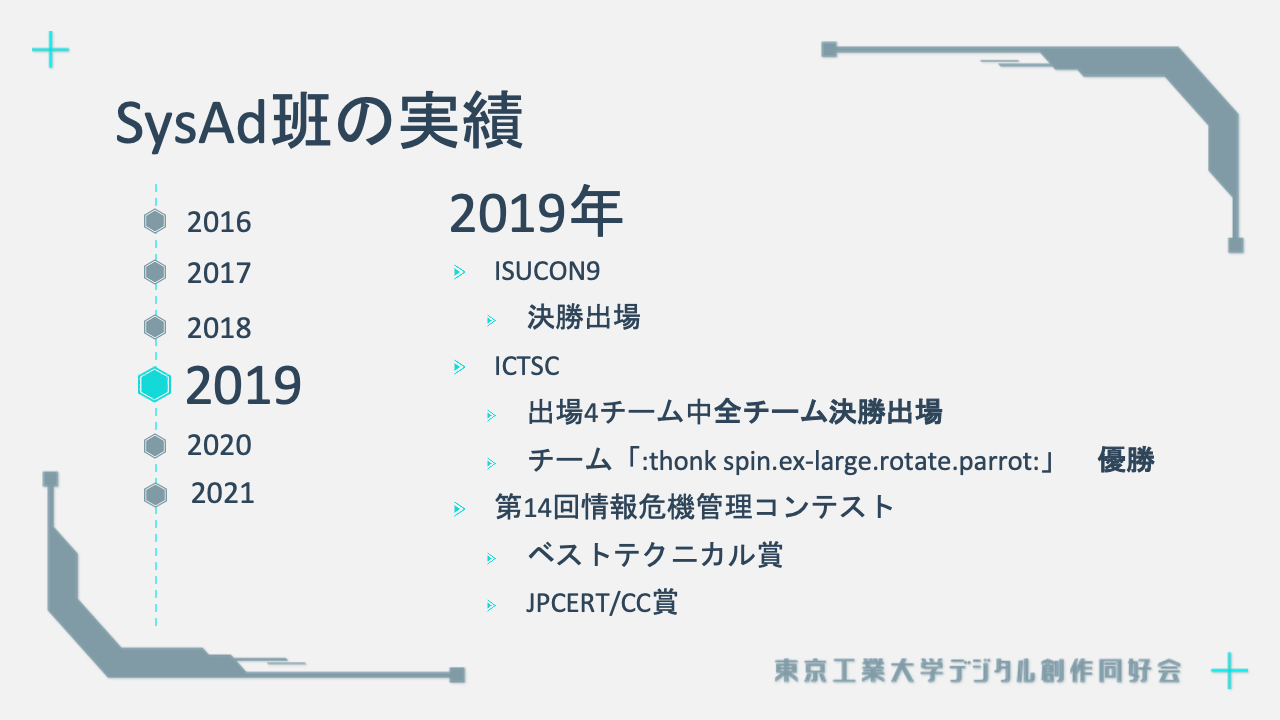 SysAd班の実績
2016
2017
2018
2019
2020
2021
2019年
ISUCON9
決勝出場
ICTSC
出場4チーム中全チーム決勝出場
チーム「:thonk spin.ex-large.rotate.parrot:」 優勝
第14回情報危機管理コンテスト
ベストテクニカル賞
JPCERT/CC賞
東京工業大学デジタル創作同好会